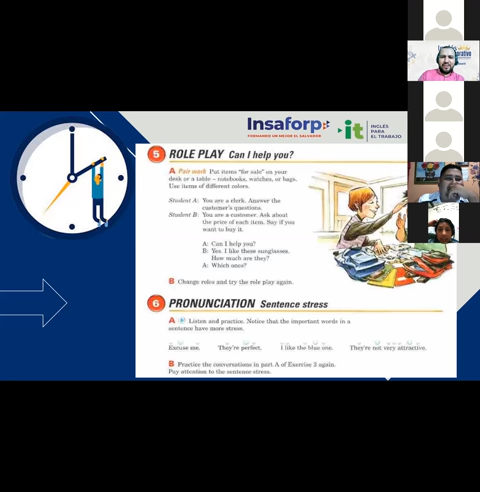 Insaforp
FORMANDO UN MEJOR EL SALVADOR
it
INGLÉS
PARA
EL TRABAJO
5 ROLE PLAY Can I help you?
A Pair work Put items "for sale" on your
desk or a table – notebooks, watches, or bags.
Use items of different colors.
Student A: You are a clerk. Answer the
customer's questions.
Student B: You are a customer. Ask about
the price of each item. Say if you
want to buy it.
A: Can I help you?
B: Yes. I like these sunglasses.
How much are they?
A: Which ones?
B Change roles and try the role play again.
6 PRONUNCIATION Sentence stress
A Listen and practice. Notice that the important words in a
sentence have more stress.
Excuse me. They're perfect. I like the blue one. They're not very attractive.
B Practice the conversations in part A of Exercise 3 again.
Pay attention to the sentence stress.